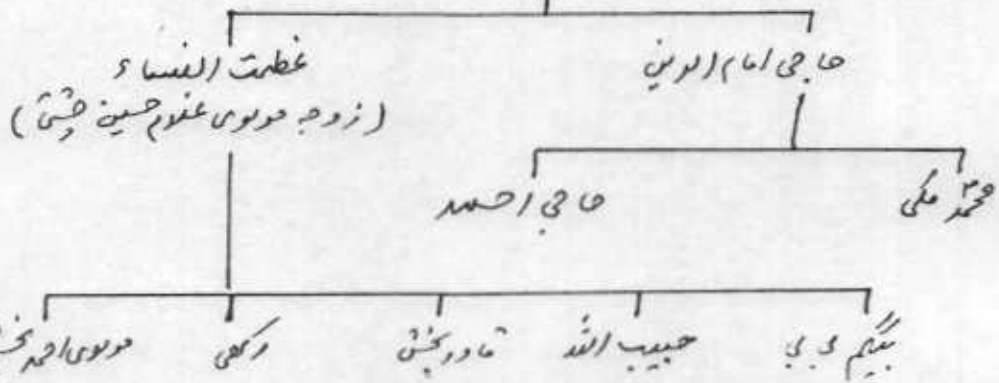 حاجی امام الدین
عظمت النساء
(زوجہ مولوی غلام حسین چشتی)
محمد مکی
حاجی احمد
بیگم بی بی
حبیب اللہ
قادر بخش
رکھی
مولوی احمد بخش